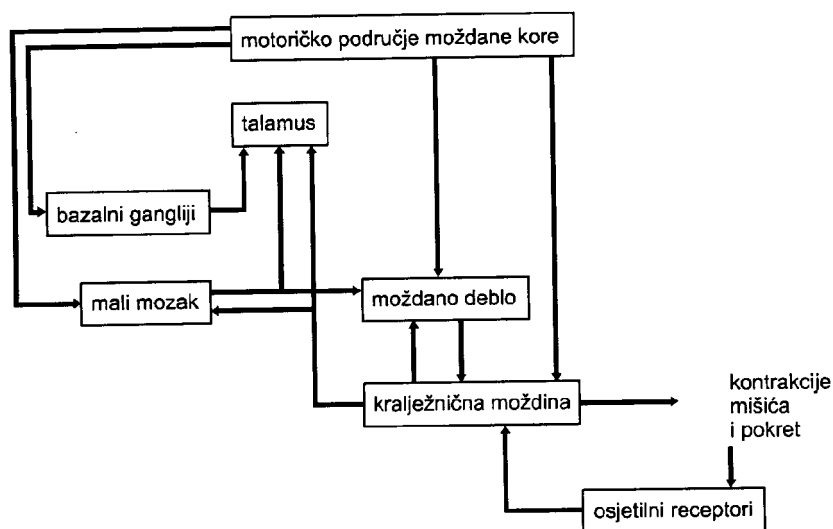 motoričko područje moždane kore
talamus
bazalni gangliji
mali mozak
moždano deblo
kralježnična moždina
kontrakcije
mišića
i pokret
osjetilni receptori